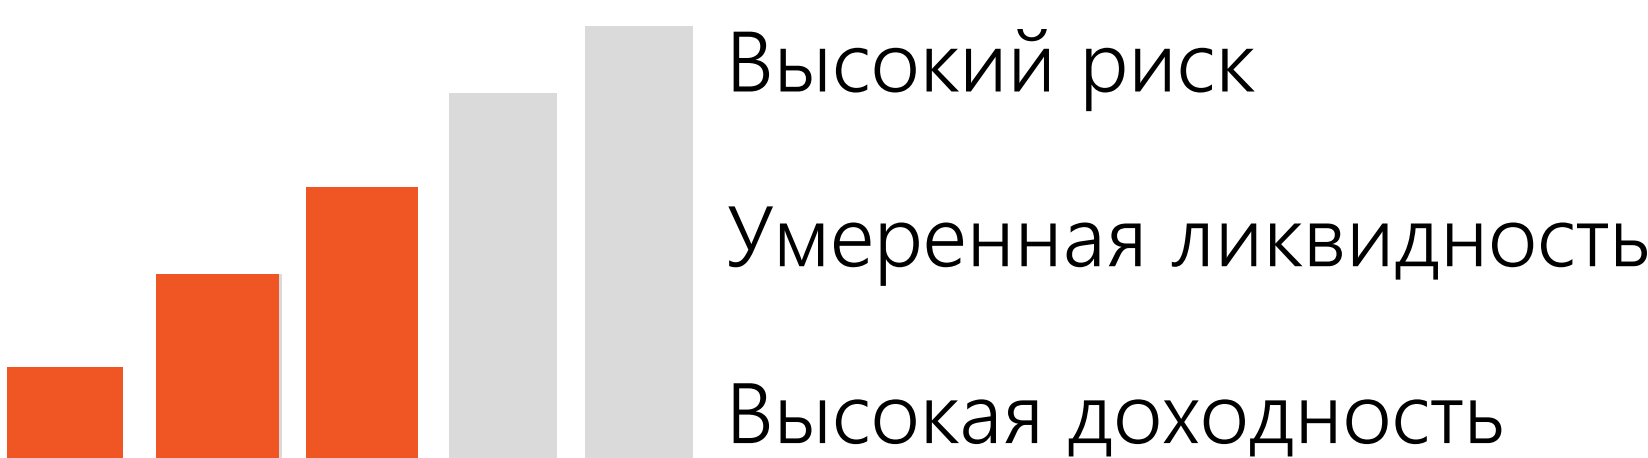 Высокий риск
Умеренная ликвидность
Высокая доходность